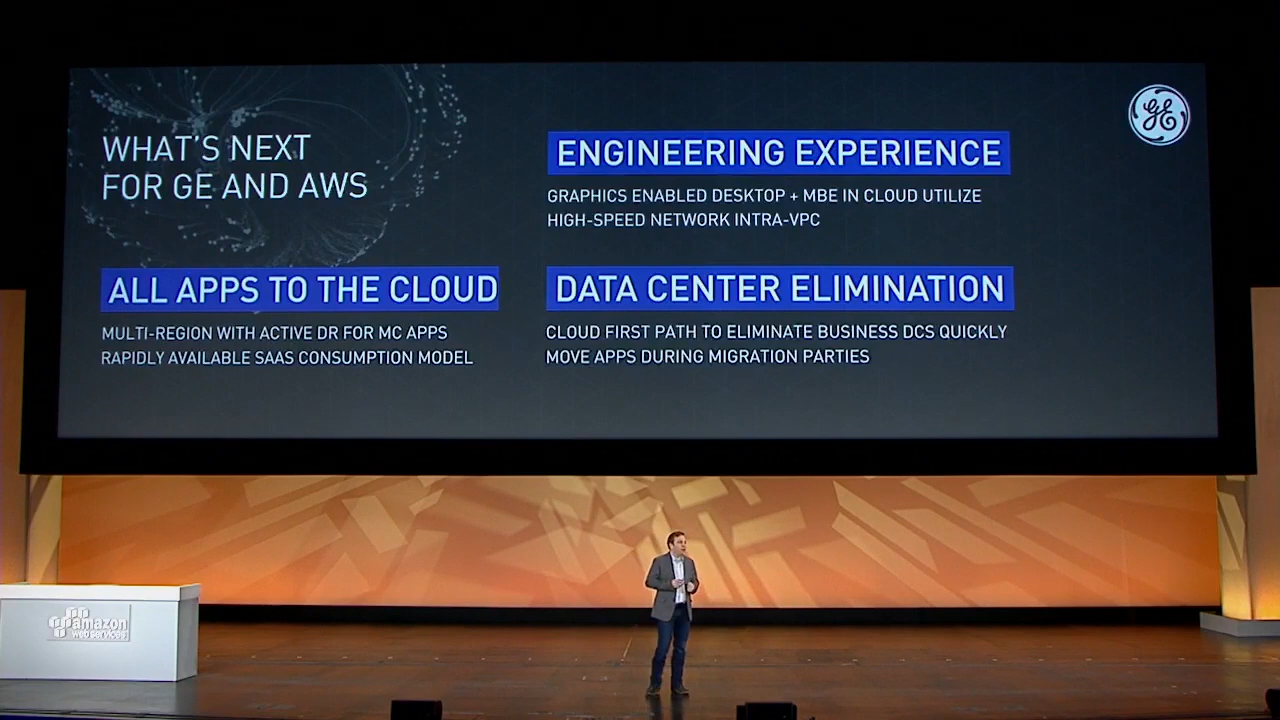 WHAT'S NEXT
FOR GE AND AWS
ALL APPS TO THE CLOUD
MULTI-REGION WITH ACTIVE DR FOR MC APPS
RAPIDLY AVAILABLE SAAS CONSUMPTION MODEL
ENGINEERING EXPERIENCE
GRAPHICS ENABLED DESKTOP + MBE IN CLOUD UTILIZE
HIGH-SPEED NETWORK INTRA-VPC
DATA CENTER ELIMINATION
CLOUD FIRST PATH TO ELIMINATE BUSINESS DCS QUICKLY
MOVE APPS DURING MIGRATION PARTIES
GE
amazon
web services